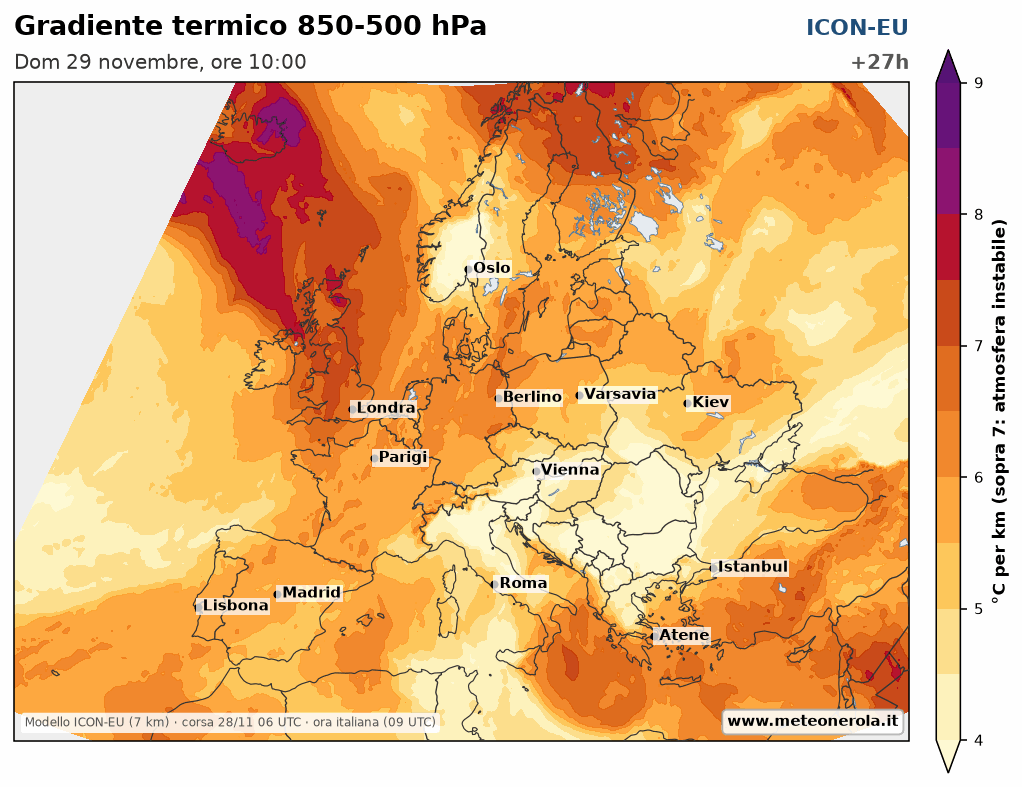 Gradiente termico 850-500 hPa
ICON-EU
Dom 29 novembre, ore 10:00
+27h
Oslo
Berlino
Varsavia
Kiev
Londra
Parigi
Vienna
Istanbul
Roma
Madrid
Lisbona
Atene
Modello ICON-EU (7 km) · corsa 28/11 06 UTC · ora italiana (09 UTC)
www.meteonerola.it
9
8
7
6
5
4
°C per km (sopra 7: atmosfera instabile)